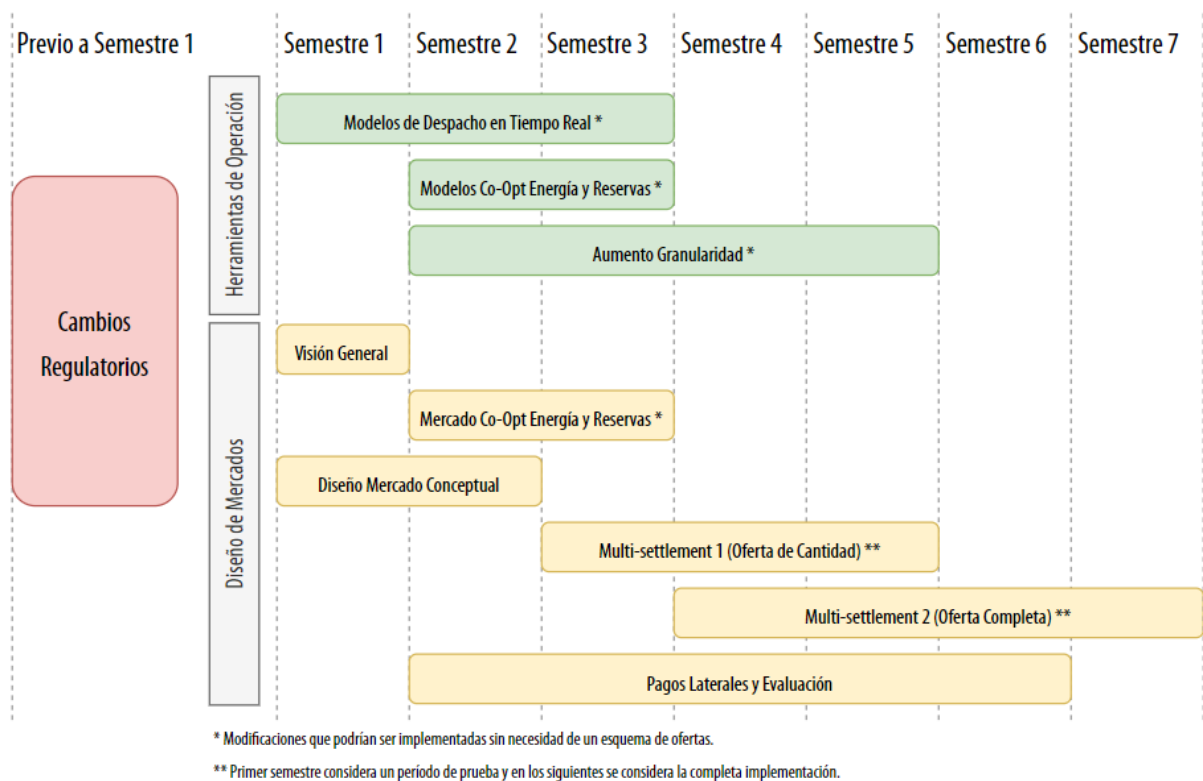 Previo a Semestre 1
Semestre 1
Semestre 2
Semestre 3
Semestre 4
Semestre 5
Semestre 6
Semestre 7
Cambios
Regulatorios
Herramientas de Operación
Modelos de Despacho en Tiempo Real *
Modelos Co-Opt Energía y Reservas *
Aumento Granularidad *
Diseño de Mercados
Visión General
Mercado Co-Opt Energía y Reservas *
Diseño Mercado Conceptual
Multi-settlement 1 (Oferta de Cantidad) **
Multi-settlement 2 (Oferta Completa) **
Pagos Laterales y Evaluación
* Modificaciones que podrían ser implementadas sin necesidad de un esquema de ofertas.
** Primer semestre considera un período de prueba y en los siguientes se considera la completa implementación.